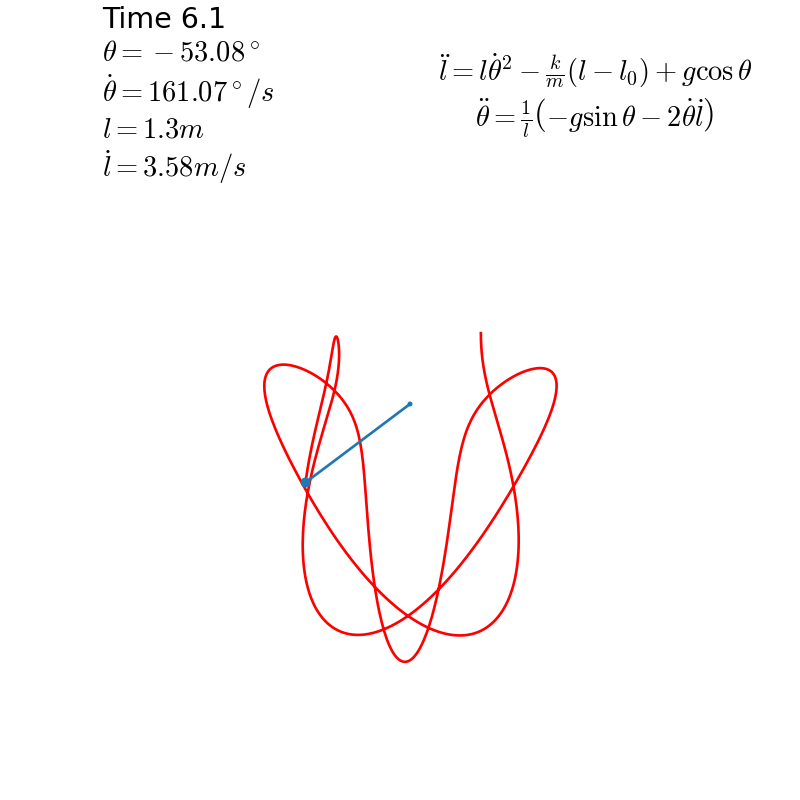 Time 6.1
θ = −53.08°
θ̇ = 161.07°/s
l = 1.3m
l̇ = 3.58m/s
l̈ = lθ̇² − k/m(l − l₀) + g cos θ
θ̈ = 1/l(−g sin θ − 2θ̇l̇)